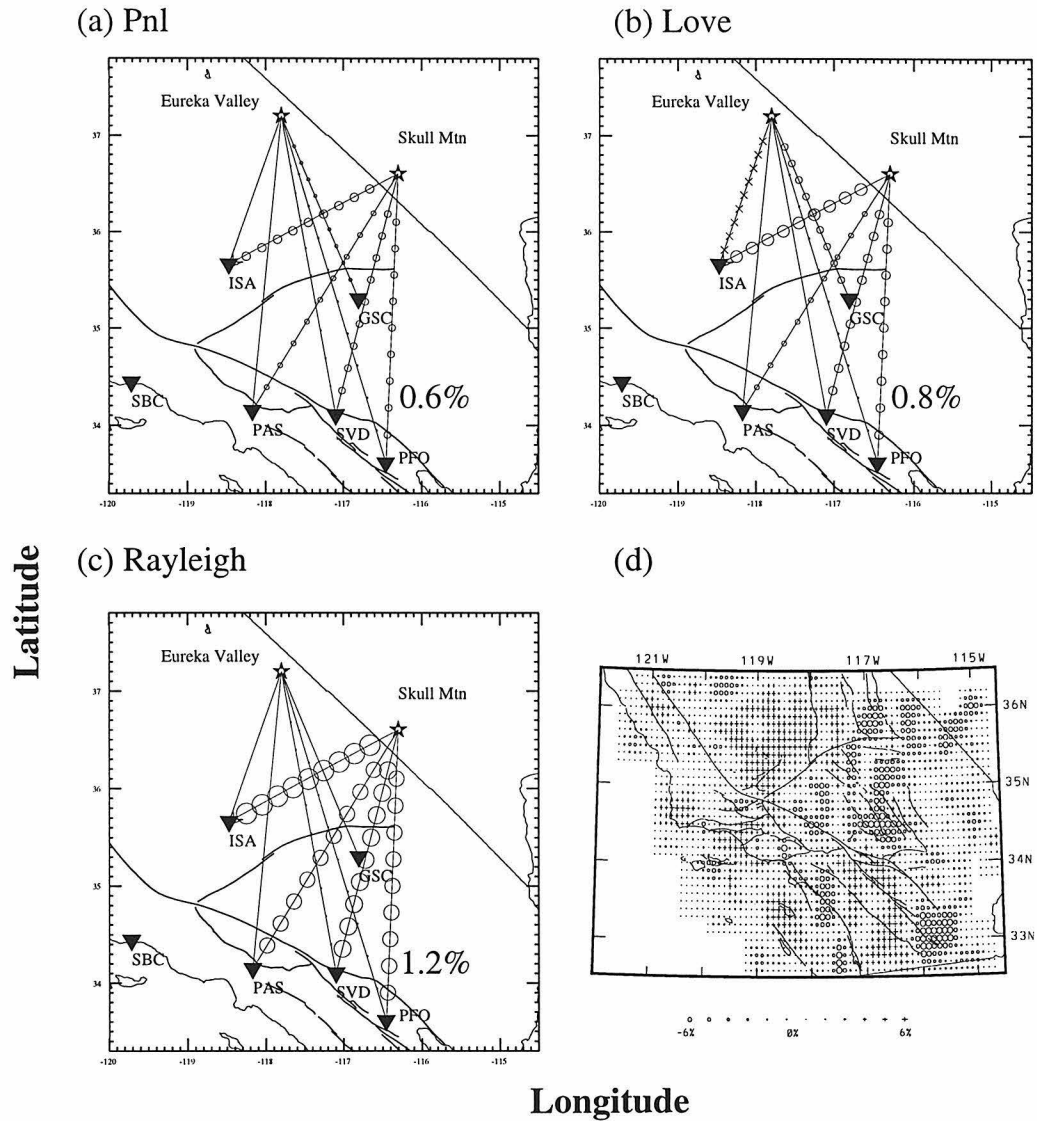 (a) Pnl
Eureka Valley
Skull Mtn
ISA
GSC
SBC
PAS
SVD
PFO
0.6%
37
36
35
34
-120
-119
-118
-117
-116
-115
(b) Love
Eureka Valley
Skull Mtn
ISA
GSC
SBC
PAS
SVD
PFO
0.8%
37
36
35
34
-120
-119
-118
-117
-116
-115
(c) Rayleigh
Eureka Valley
Skull Mtn
ISA
GSC
SBC
PAS
SVD
PFO
1.2%
37
36
35
34
-120
-119
-118
-117
-116
-115
(d)
121W
119W
117W
115W
36N
35N
34N
33N
-6%
0%
6%
Latitude
Longitude